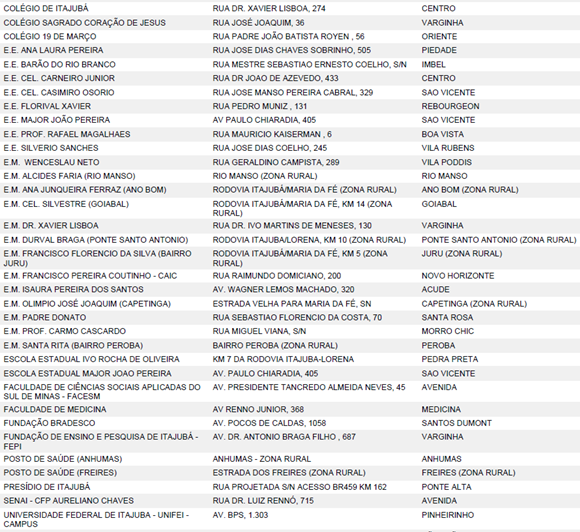 COLÉGIO DE ITAJUBÁ RUA DR. XAVIER LISBOA, 274 CENTRO
COLÉGIO SAGRADO CORAÇÃO DE JESUS RUA JOSÉ JOAQUIM, 36 VARGINHA
COLÉGIO 19 DE MARÇO RUA PADRE JOÃO BATISTA ROYEN , 56 ORIENTE
E.E. ANA LAURA PEREIRA RUA JOSE DIAS CHAVES SOBRINHO, 505 PIEDADE
E.E. BARÃO DO RIO BRANCO RUA MESTRE SEBASTIAO ERNESTO COELHO, S/N IMBEL
E.E. CEL. CARNEIRO JUNIOR RUA DR JOAO DE AZEVEDO, 433 CENTRO
E.E. CEL. CASIMIRO OSORIO RUA JOSE MANSO PEREIRA CABRAL, 329 SAO VICENTE
E.E. FLORIVAL XAVIER RUA PEDRO MUNIZ , 131 REBOURGEON
E.E. MAJOR JOÃO PEREIRA AV PAULO CHIARADIA, 405 SAO VICENTE
E.E. PROF. RAFAEL MAGALHAES RUA MAURICIO KAISERMAN , 6 BOA VISTA
E.E. SILVERIO SANCHES RUA JOSE DIAS COELHO, 245 VILA RUBENS
E.M. WENCESLAU NETO RUA GERALDINO CAMPISTA, 289 VILA PODDIS
E.M. ALCIDES FARIA (RIO MANSO) RIO MANSO (ZONA RURAL) RIO MANSO
E.M. ANA JUNQUEIRA FERRAZ (ANO BOM) RODOVIA ITAJUBÁ/MARIA DA FÉ (ZONA RURAL) ANO BOM (ZONA RURAL)
E.M. CEL. SILVESTRE (GOIABAL) RODOVIA ITAJUBÁ/MARIA DA FÉ, KM 14 (ZONA GOIABAL
RURAL)
E.M. DR. XAVIER LISBOA RUA DR. IVO MARTINS DE MENESES, 130 VARGINHA
E.M. DURVAL BRAGA (PONTE SANTO ANTONIO) RODOVIA ITAJUBA/LORENA, KM 10 (ZONA RURAL) PONTE SANTO ANTONIO (ZONA RURAL)
E.M. FRANCISCO FLORENCIO DA SILVA (BAIRRO RODOVIA ITAJUBÁ/MARIA DA FÉ, KM 5 (ZONA JURU (ZONA RURAL)
JURU) RURAL)
E.M. FRANCISCO PEREIRA COUTINHO - CAIC RUA RAIMUNDO DOMICIANO, 200 NOVO HORIZONTE
E.M. ISAURA PEREIRA DOS SANTOS AV. WAGNER LEMOS MACHADO, 320 ACUDE
E.M. OLIMPIO JOSÉ JOAQUIM (CAPETINGA) ESTRADA VELHA PARA MARIA DA FÉ, SN CAPETINGA (ZONA RURAL)
E.M. PADRE DONATO RUA SEBASTIAO FLORENCIO DA COSTA, 70 SANTA ROSA
E.M. PROF. CARMO CASCARDO RUA MIGUEL VIANA, S/N MORRO CHIC
E.M. SANTA RITA (BAIRRO PEROBA) BAIRRO PEROBA (ZONA RURAL) PEROBA
ESCOLA ESTADUAL IVO ROCHA DE OLIVEIRA KM 7 DA RODOVIA ITAJUBA-LORENA PEDRA PRETA
ESCOLA ESTADUAL MAJOR JOAO PEREIRA AV. PAULO CHIARADIA, 405 SAO VICENTE
FACULDADE DE CIÊNCIAS SOCIAIS APLICADAS DO AV. PRESIDENTE TANCREDO ALMEIDA NEVES, 45 AVENIDA
SUL DE MINAS - FACESM
FACULDADE DE MEDICINA AV RENNO JUNIOR, 368 MEDICINA
FUNDAÇÃO BRADESCO AV. POCOS DE CALDAS, 1058 SANTOS DUMONT
FUNDAÇÃO DE ENSINO E PESQUISA DE ITAJUBÁ - AV. DR. ANTONIO BRAGA FILHO , 687 VARGINHA
FEPI
POSTO DE SAÚDE (ANHUMAS) ANHUMAS - ZONA RURAL ANHUMAS
POSTO DE SAÚDE (FREIRES) ESTRADA DOS FREIRES (ZONA RURAL) FREIRES (ZONA RURAL)
PRESÍDIO DE ITAJUBÁ RUA PROJETADA S/N ACESSO BR459 KM 162 PONTE ALTA
SENAI - CFP AURELIANO CHAVES RUA DR. LUIZ RENNÓ, 715 AVENIDA
UNIVERSIDADE FEDERAL DE ITAJUBA - UNIFEI - AV. BPS, 1.303 PINHEIRINHO
CAMPUS